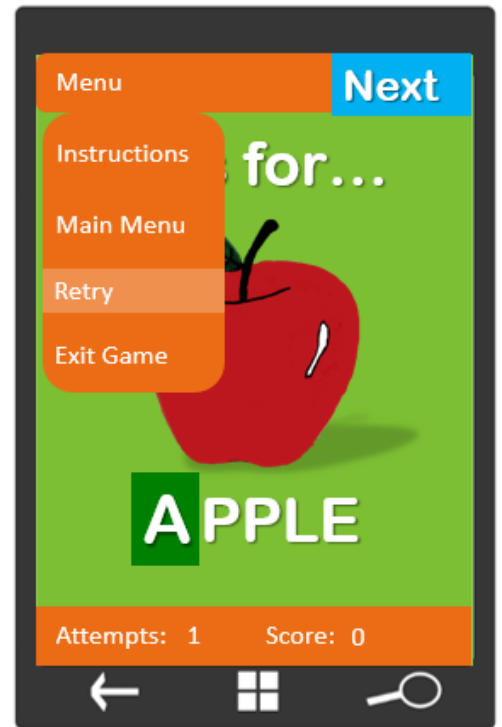 Menu
Next
Instructions
for...
Main Menu
Retry
Exit Game
APPLE
Attempts: 1 Score: 0